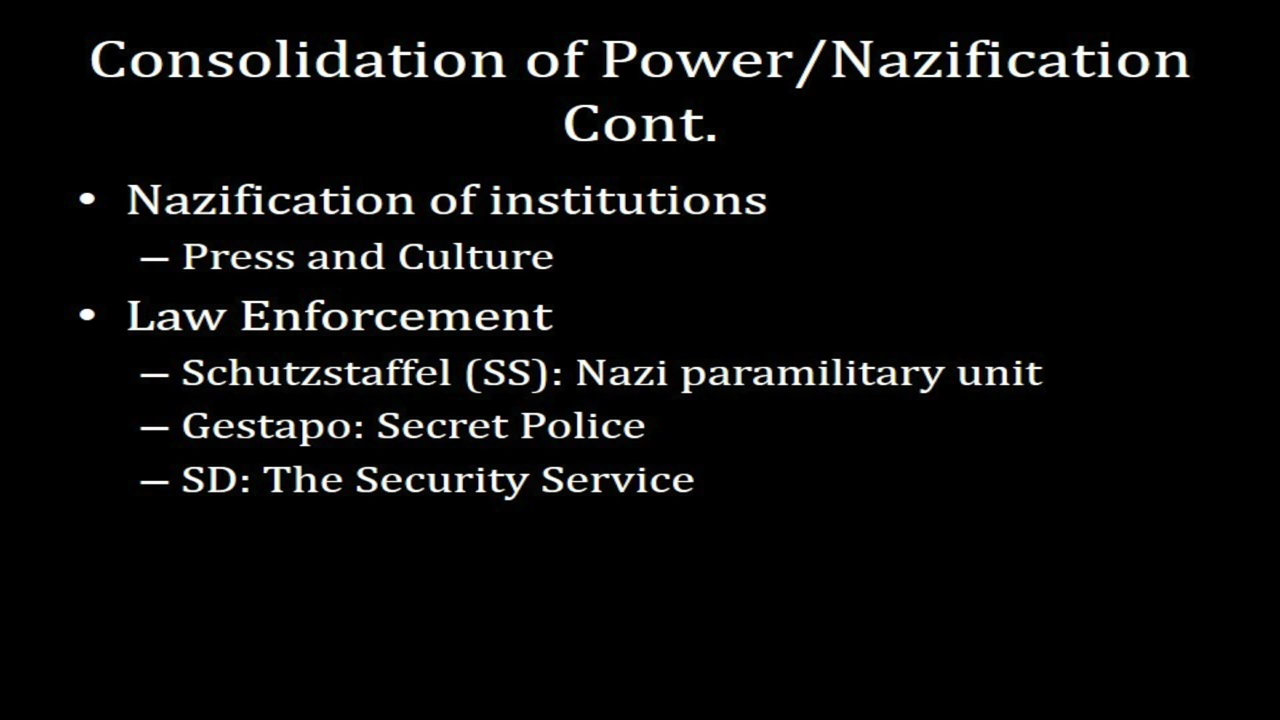 Consolidation of Power/Nazification
Cont.
• Nazification of institutions
– Press and Culture
• Law Enforcement
– Schutzstaffel (SS): Nazi paramilitary unit
– Gestapo: Secret Police
– SD: The Security Service